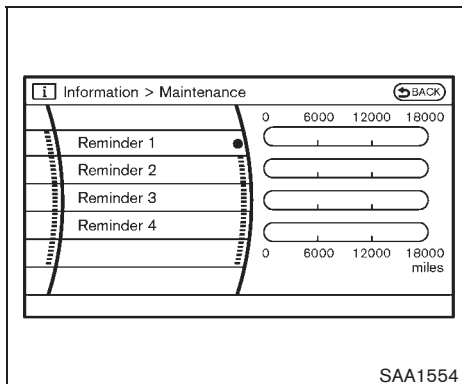 i Information > Maintenance BACK
0 6000 12000 18000
Reminder 1
Reminder 2
Reminder 3
Reminder 4
0 6000 12000 18000
miles
SAA1554